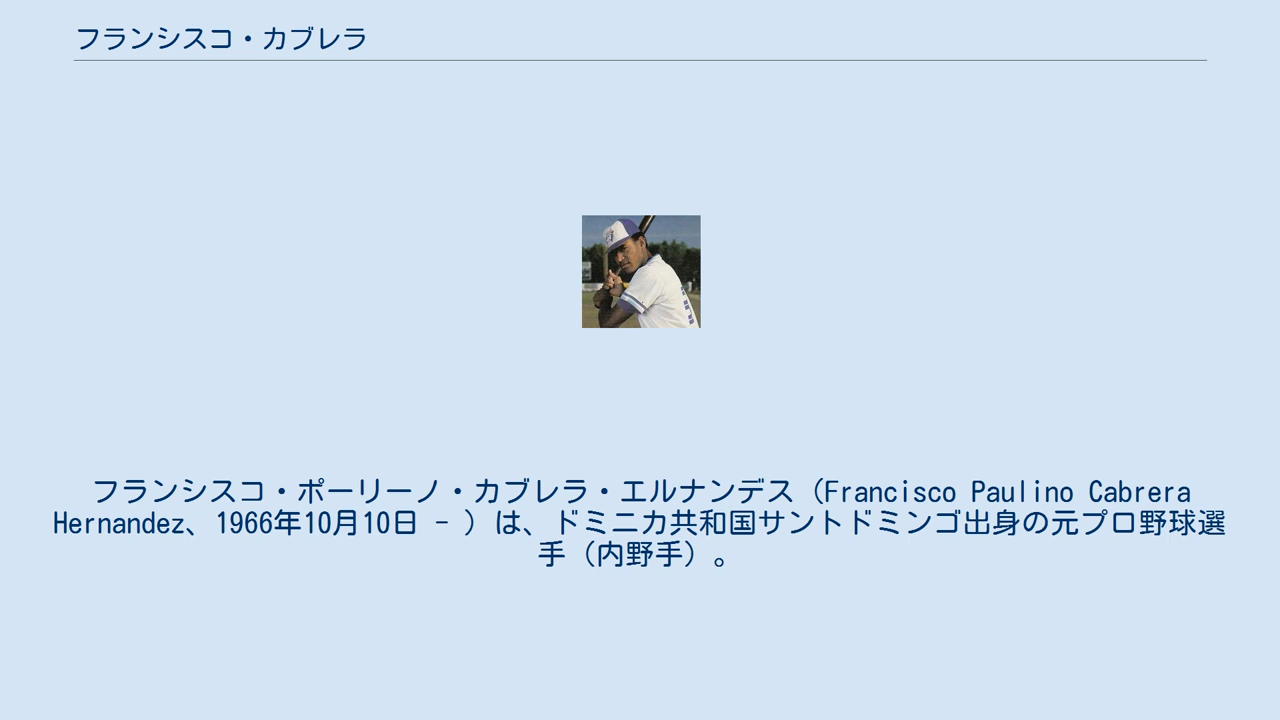 フランシスコ・カブレラ
フランシスコ・ポーリーノ・カブレラ・エルナンデス（Francisco Paulino Cabrera
Hernandez、1966年10月10日 - ）は、ドミニカ共和国サントドミンゴ出身の元プロ野球選
手（内野手）。